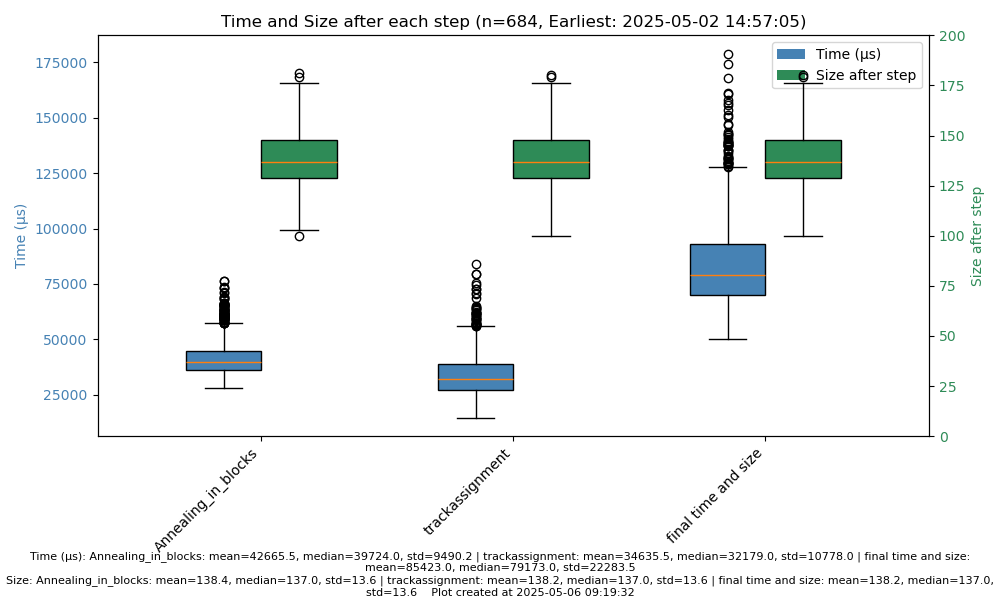 Time and Size after each step (n=684, Earliest: 2025-05-02 14:57:05)
Time (µs)
Size after step
175000
150000
125000
100000
75000
50000
25000
Time (µs)
200
175
150
125
100
75
50
25
0
Size after step
Annealing_in_blocks
trackassignment
final time and size
Time (µs): Annealing_in_blocks: mean=42665.5, median=39724.0, std=9490.2 | trackassignment: mean=34635.5, median=32179.0, std=10778.0 | final time and size:
mean=85423.0, median=79173.0, std=22283.5
Size: Annealing_in_blocks: mean=138.4, median=137.0, std=13.6 | trackassignment: mean=138.2, median=137.0, std=13.6 | final time and size: mean=138.2, median=137.0,
std=13.6    Plot created at 2025-05-06 09:19:32